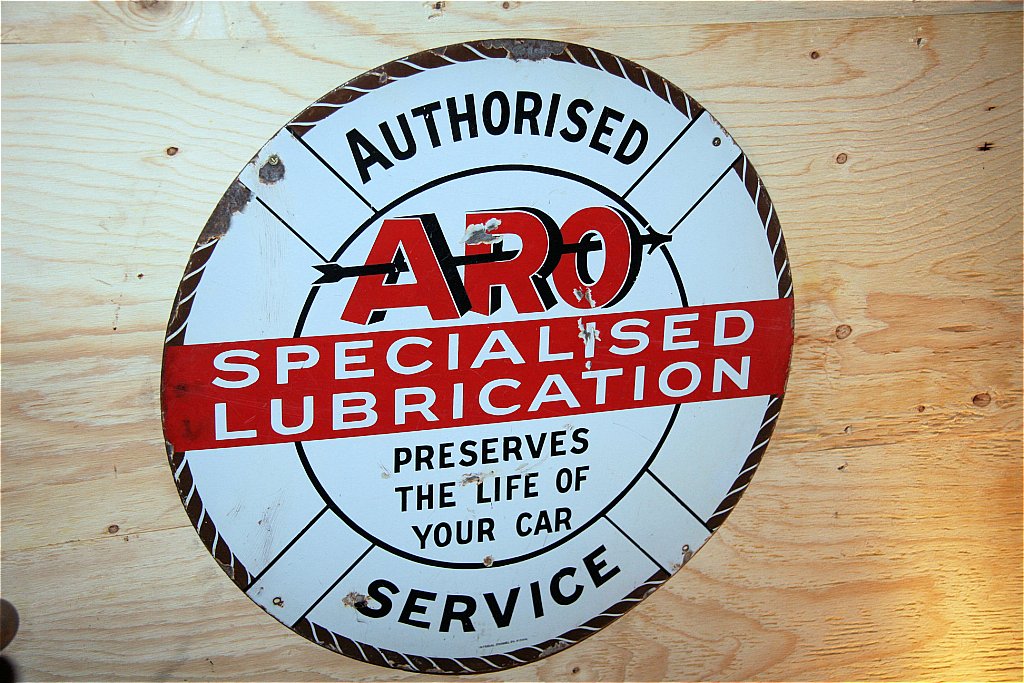 AUTHORISED
ARO
SPECIALISED
LUBRICATION
PRESERVES
THE LIFE OF
YOUR CAR
SERVICE